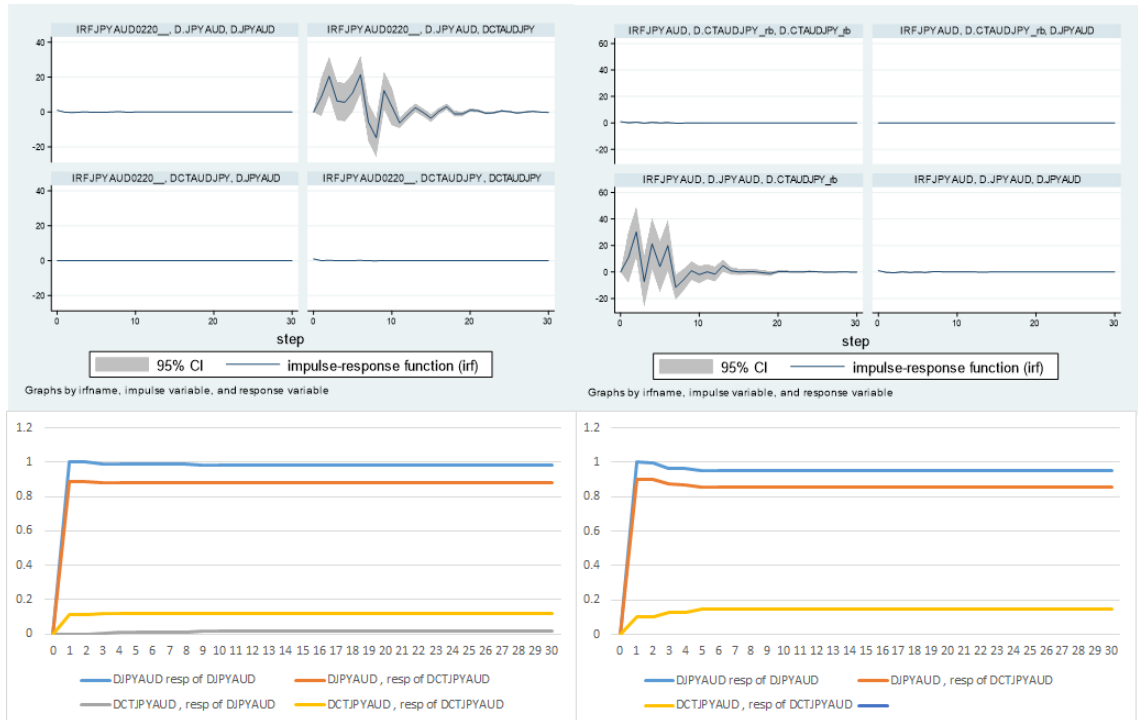 IRFJPYAUD0220__, D.JPYAUD, D.JPYAUD
IRFJPYAUD0220__, D.JPYAUD, DCTAUDJPY
40
20
0
-20
IRFJPYAUD0220__, DCTAUDJPY, D.JPYAUD
IRFJPYAUD0220__, DCTAUDJPY, DCTAUDJPY
40
20
0
-20
0 10 20 30 0 10 20 30
step
95% CI impulse-response function (irf)
Graphs by irfname, impulse variable, and response variable
IRFJPYAUD, D.CTAUDJPY_rb, D.CTAUDJPY_rb
IRFJPYAUD, D.CTAUDJPY_rb, D.JPYAUD
60
40
20
0
-20
IRFJPYAUD, D.JPYAUD, D.CTAUDJPY_rb
IRFJPYAUD, D.JPYAUD, D.JPYAUD
60
40
20
0
-20
0 10 20 30 0 10 20 30
step
95% CI impulse-response function (irf)
Graphs by irfname, impulse variable, and response variable
1.2
1
0.8
0.6
0.4
0.2
0
0 1 2 3 4 5 6 7 8 9 10 11 12 13 14 15 16 17 18 19 20 21 22 23 24 25 26 27 28 29 30
DJPYAUD resp of DJPYAUD
DJPYAUD , resp of DCTJPYAUD
DCTJPYAUD , resp of DJPYAUD
DCTJPYAUD , resp of DCTJPYAUD
1.2
1
0.8
0.6
0.4
0.2
0
0 1 2 3 4 5 6 7 8 9 10 11 12 13 14 15 16 17 18 19 20 21 22 23 24 25 26 27 28 29 30
DJPYAUD resp of DJPYAUD
DJPYAUD , resp of DCTJPYAUD
DCTJPYAUD , resp of DCTJPYAUD